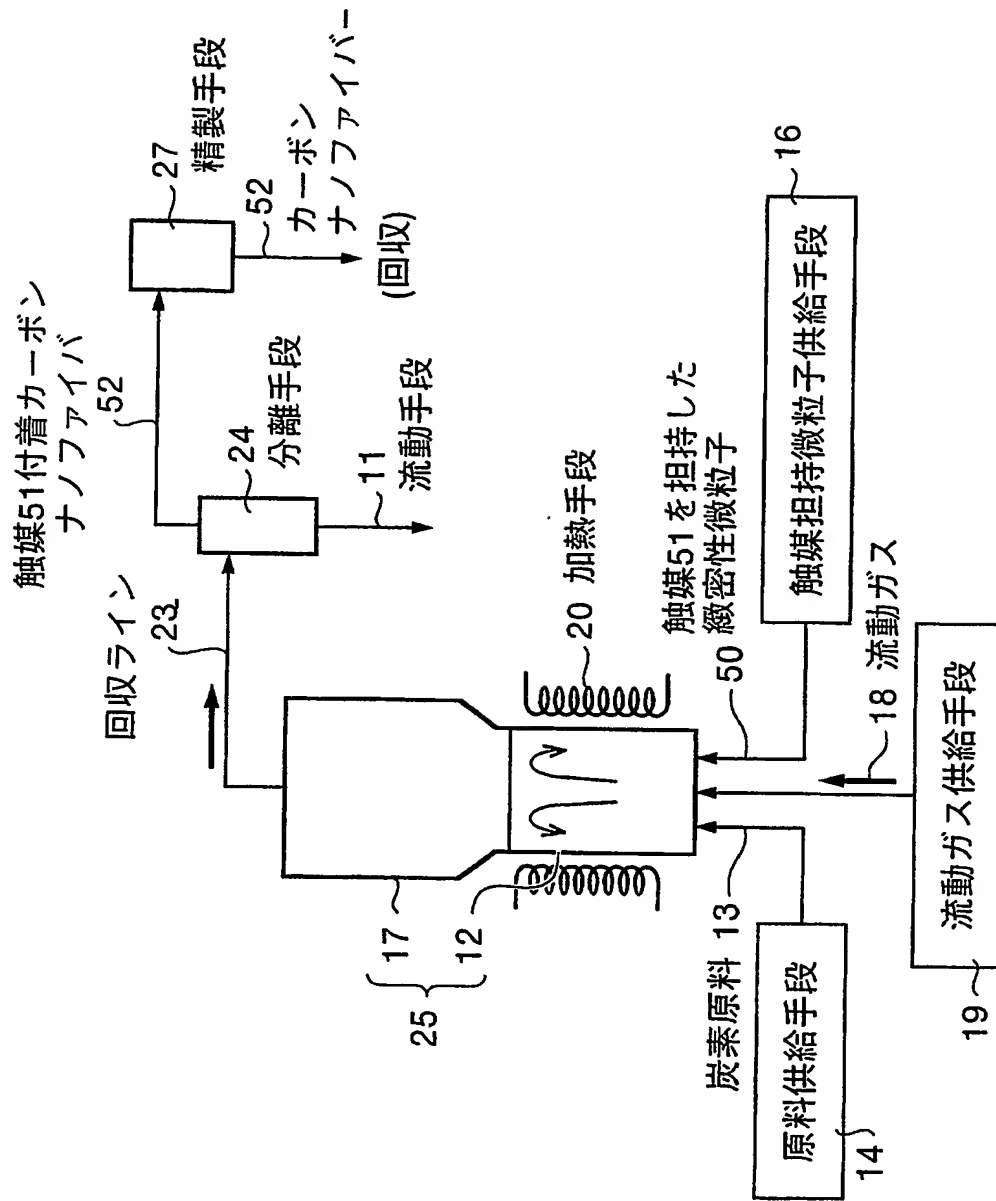 触媒51付着カーボン
ナノファイバ
52
27
精製手段
52
カーボン
ナノファイバー
(回収)
回収ライン
23
24
分離手段
11
流動手段
20 加熱手段
17
12
25
触媒51を担持した
緻密性微粒子
50
炭素原料 13
18 流動ガス
16
触媒担持微粒子供給手段
原料供給手段
14
流動ガス供給手段
19